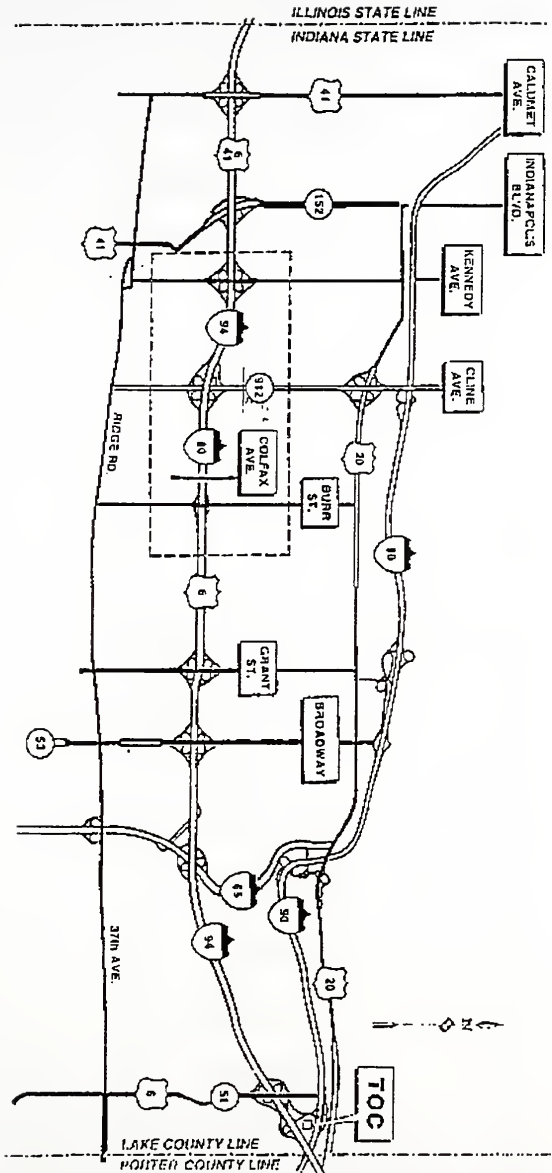 ILLINOIS STATE LINE
INDIANA STATE LINE
CALUMET
AVE.
41
INDIANAPOLIS
BLVD.
6
41
152
41
KENNEDY
AVE.
94
CLINE
AVE.
912
RIDGE RD.
80
COLFAX
AVE.
20
BURR
ST.
90
6
GRANT
ST.
BROADWAY
53
65
90
94
37th AVE.
20
N
TOC
51
6
LAKE COUNTY LINE
PORTER COUNTY LINE